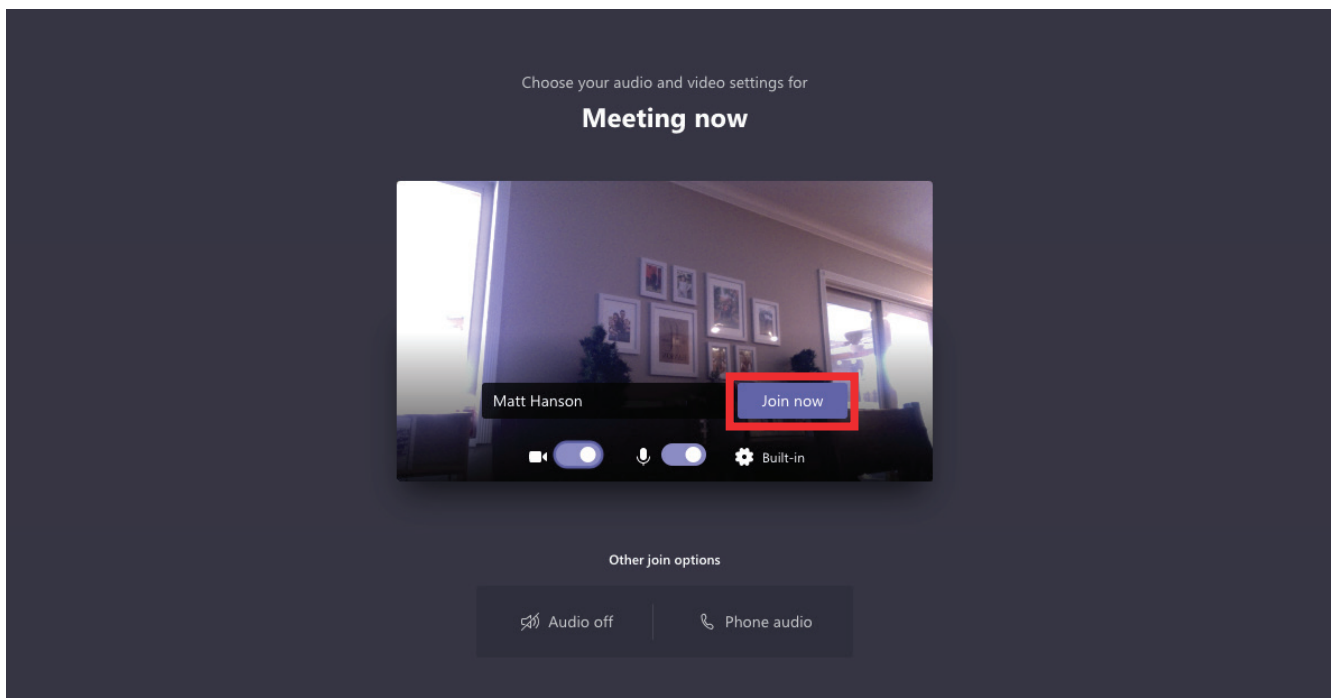 Choose your audio and video settings for
Meeting now
Matt Hanson
Join now
Built-in
Other join options
Audio off
Phone audio